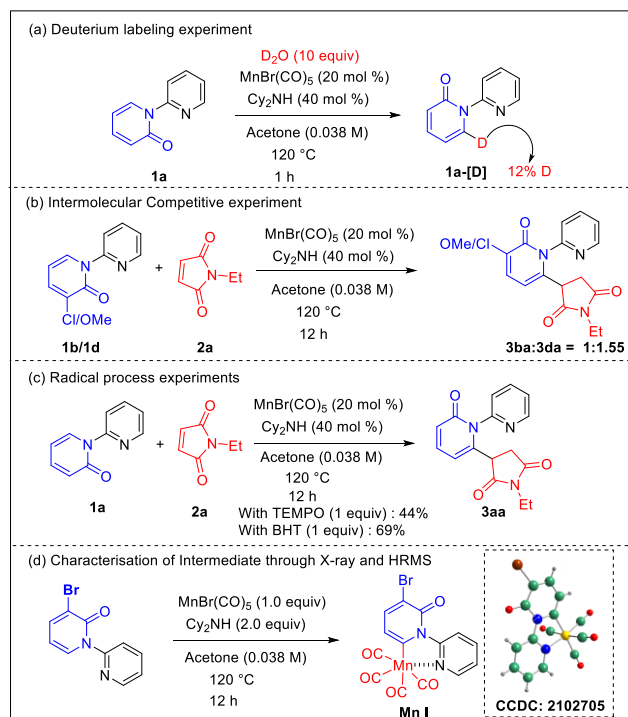 (a) Deuterium labeling experiment
D2O (10 equiv)
MnBr(CO)5 (20 mol %)
Cy2NH (40 mol %)
Acetone (0.038 M)
120 °C
1 h
N
N
O
1a
O
N
N
D
1a-[D]
12% D
(b) Intermolecular Competitive experiment
N
N
O
Cl/OMe
1b/1d
+
O
N
Et
O
2a
MnBr(CO)5 (20 mol %)
Cy2NH (40 mol %)
Acetone (0.038 M)
120 °C
12 h
OMe/Cl
O
N
N
O
N
O
Et
3ba:3da = 1:1.55
(c) Radical process experiments
N
N
O
1a
+
O
N
Et
O
2a
MnBr(CO)5 (20 mol %)
Cy2NH (40 mol %)
Acetone (0.038 M)
120 °C
12 h
With TEMPO (1 equiv) : 44%
With BHT (1 equiv) : 69%
O
N
N
O
N
O
Et
3aa
(d) Characterisation of Intermediate through X-ray and HRMS
Br
O
N
N
MnBr(CO)5 (1.0 equiv)
Cy2NH (2.0 equiv)
Acetone (0.038 M)
120 °C
12 h
Br
O
N
N
Mn
OC
OC
OC
CO
Mn I
CCDC: 2102705